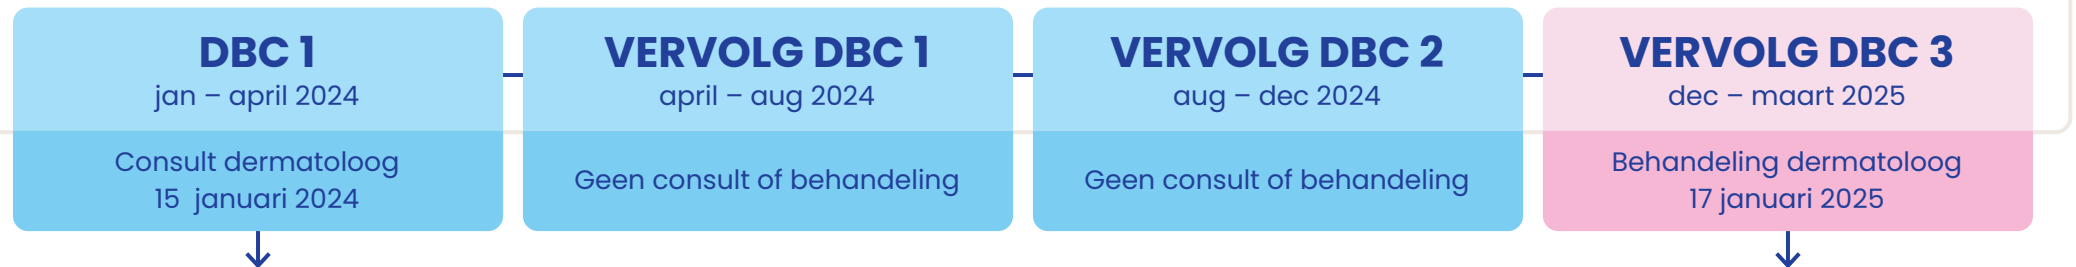 DBC 1
jan – april 2024
Consult dermatoloog
15 januari 2024
VERVOLG DBC 1
april – aug 2024
Geen consult of behandeling
VERVOLG DBC 2
aug – dec 2024
Geen consult of behandeling
VERVOLG DBC 3
dec – maart 2025
Behandeling dermatoloog
17 januari 2025